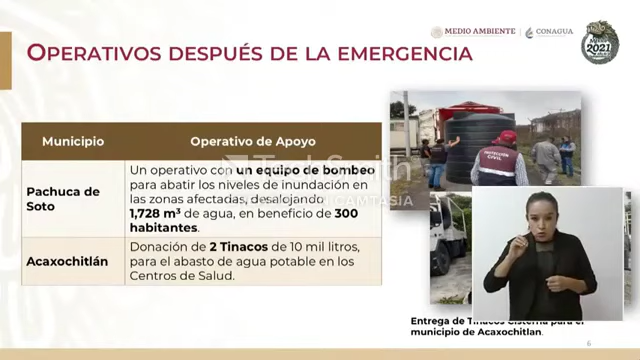 MEDIO AMBIENTE
CONAGUA
2021
OPERATIVOS DESPUÉS DE LA EMERGENCIA
Municipio
Operativo de Apoyo
Pachuca de
Soto
Un operativo con un equipo de bombeo
para abatir los niveles de inundación en
las zonas afectadas, desalojando
1,728 m³ de agua, en beneficio de 300
habitantes.
Acaxochitlán
Donación de 2 Tinacos de 10 mil litros,
para el abasto de agua potable en los
Centros de Salud.
TechSmith
CAMTASIA
PROTECCIÓN
CIVIL
Entrega de Tinacos Cisterna para el
municipio de Acaxochitlan.
6